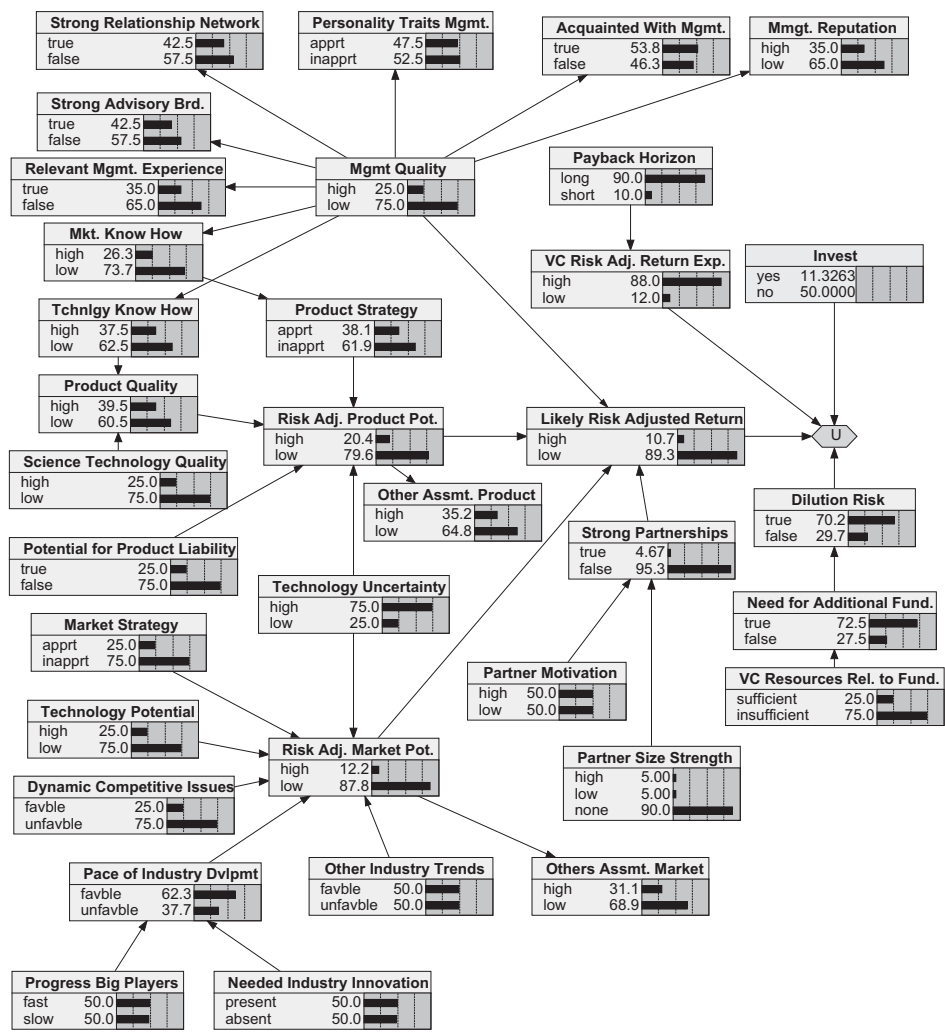 Strong Relationship Network
true 42.5
false 57.5
Personality Traits Mgmt.
apprt 47.5
inapprt 52.5
Acquainted With Mgmt.
true 53.8
false 46.3
Mmgt. Reputation
high 35.0
low 65.0
Strong Advisory Brd.
true 42.5
false 57.5
Relevant Mgmt. Experience
true 35.0
false 65.0
Mgmt Quality
high 25.0
low 75.0
Payback Horizon
long 90.0
short 10.0
Mkt. Know How
high 26.3
low 73.7
VC Risk Adj. Return Exp.
high 88.0
low 12.0
Invest
yes 11.3263
no 50.0000
Tchnlgy Know How
high 37.5
low 62.5
Product Strategy
apprt 38.1
inapprt 61.9
Product Quality
high 39.5
low 60.5
Risk Adj. Product Pot.
high 20.4
low 79.6
Likely Risk Adjusted Return
high 10.7
low 89.3
U
Science Technology Quality
high 25.0
low 75.0
Other Assmt. Product
high 35.2
low 64.8
Dilution Risk
true 70.2
false 29.7
Potential for Product Liability
true 25.0
false 75.0
Strong Partnerships
true 4.67
false 95.3
Technology Uncertainty
high 75.0
low 25.0
Need for Additional Fund.
true 72.5
false 27.5
Market Strategy
apprt 25.0
inapprt 75.0
Partner Motivation
high 50.0
low 50.0
VC Resources Rel. to Fund.
sufficient 25.0
insufficient 75.0
Technology Potential
high 25.0
low 75.0
Risk Adj. Market Pot.
high 12.2
low 87.8
Partner Size Strength
high 5.00
low 5.00
none 90.0
Dynamic Competitive Issues
favble 25.0
unfavble 75.0
Pace of Industry Dvlpmt
favble 62.3
unfavble 37.7
Other Industry Trends
favble 50.0
unfavble 50.0
Others Assmt. Market
high 31.1
low 68.9
Progress Big Players
fast 50.0
slow 50.0
Needed Industry Innovation
present 50.0
absent 50.0